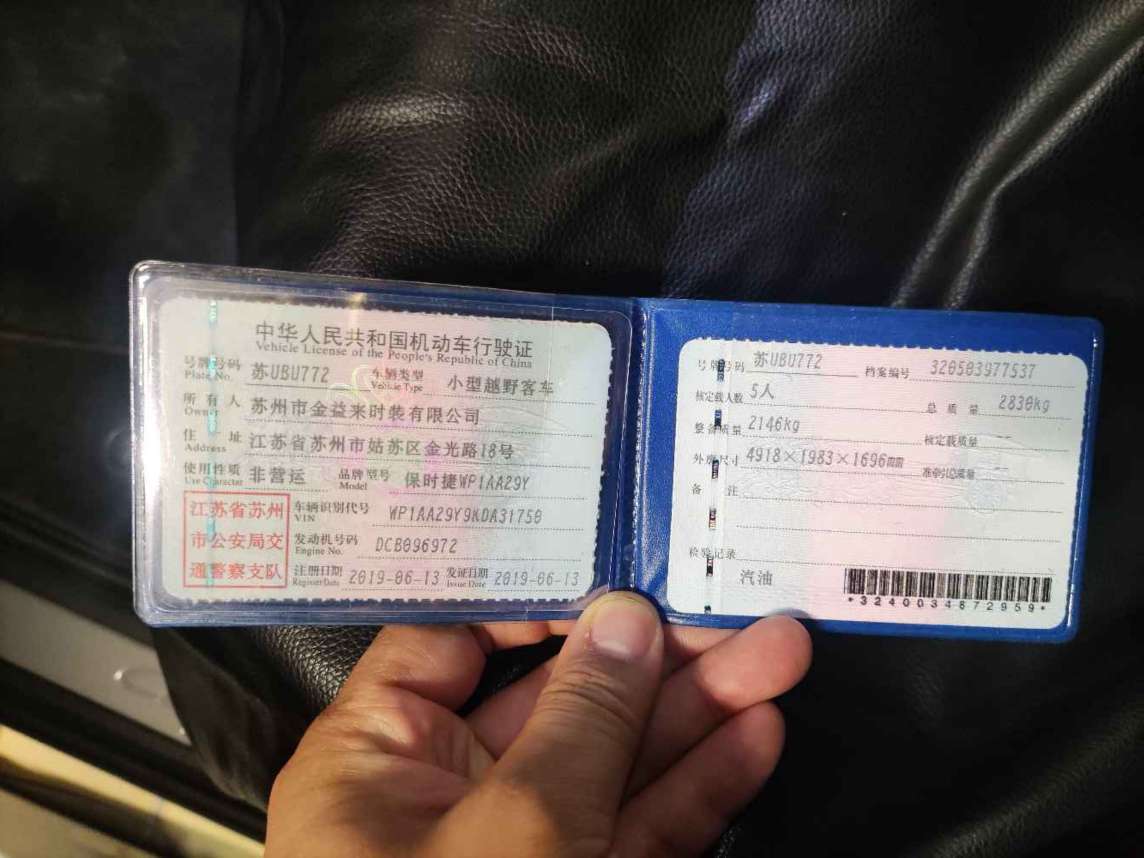 中华人民共和国机动车行驶证
Vehicle License of the People's Republic of China
号牌号码 苏UBU772 车辆类型 小型越野客车
Plate No. Vehicle Type
所有人 苏州市金益来时装有限公司
Owner
住址 江苏省苏州市姑苏区金光路18号
Address
使用性质 非营运 品牌型号 保时捷WP1AA29Y
Use Character Model
江苏省苏州
市公安局交
通警察支队
车辆识别代号 WP1AA29Y9KDA31750
VIN
发动机号码 DCB096972
Engine No.
注册日期 2019-06-13 发证日期 2019-06-13
Register Date Issue Date
号牌号码 苏UBU772 档案编号 320503977537
核定载人数 5人 总质量 2830kg
整备质量 2146kg 核定载质量 --
外廓尺寸 4918×1983×1696mm 准牵引总质量 --
备注
检验记录
汽油
*3240034872959*